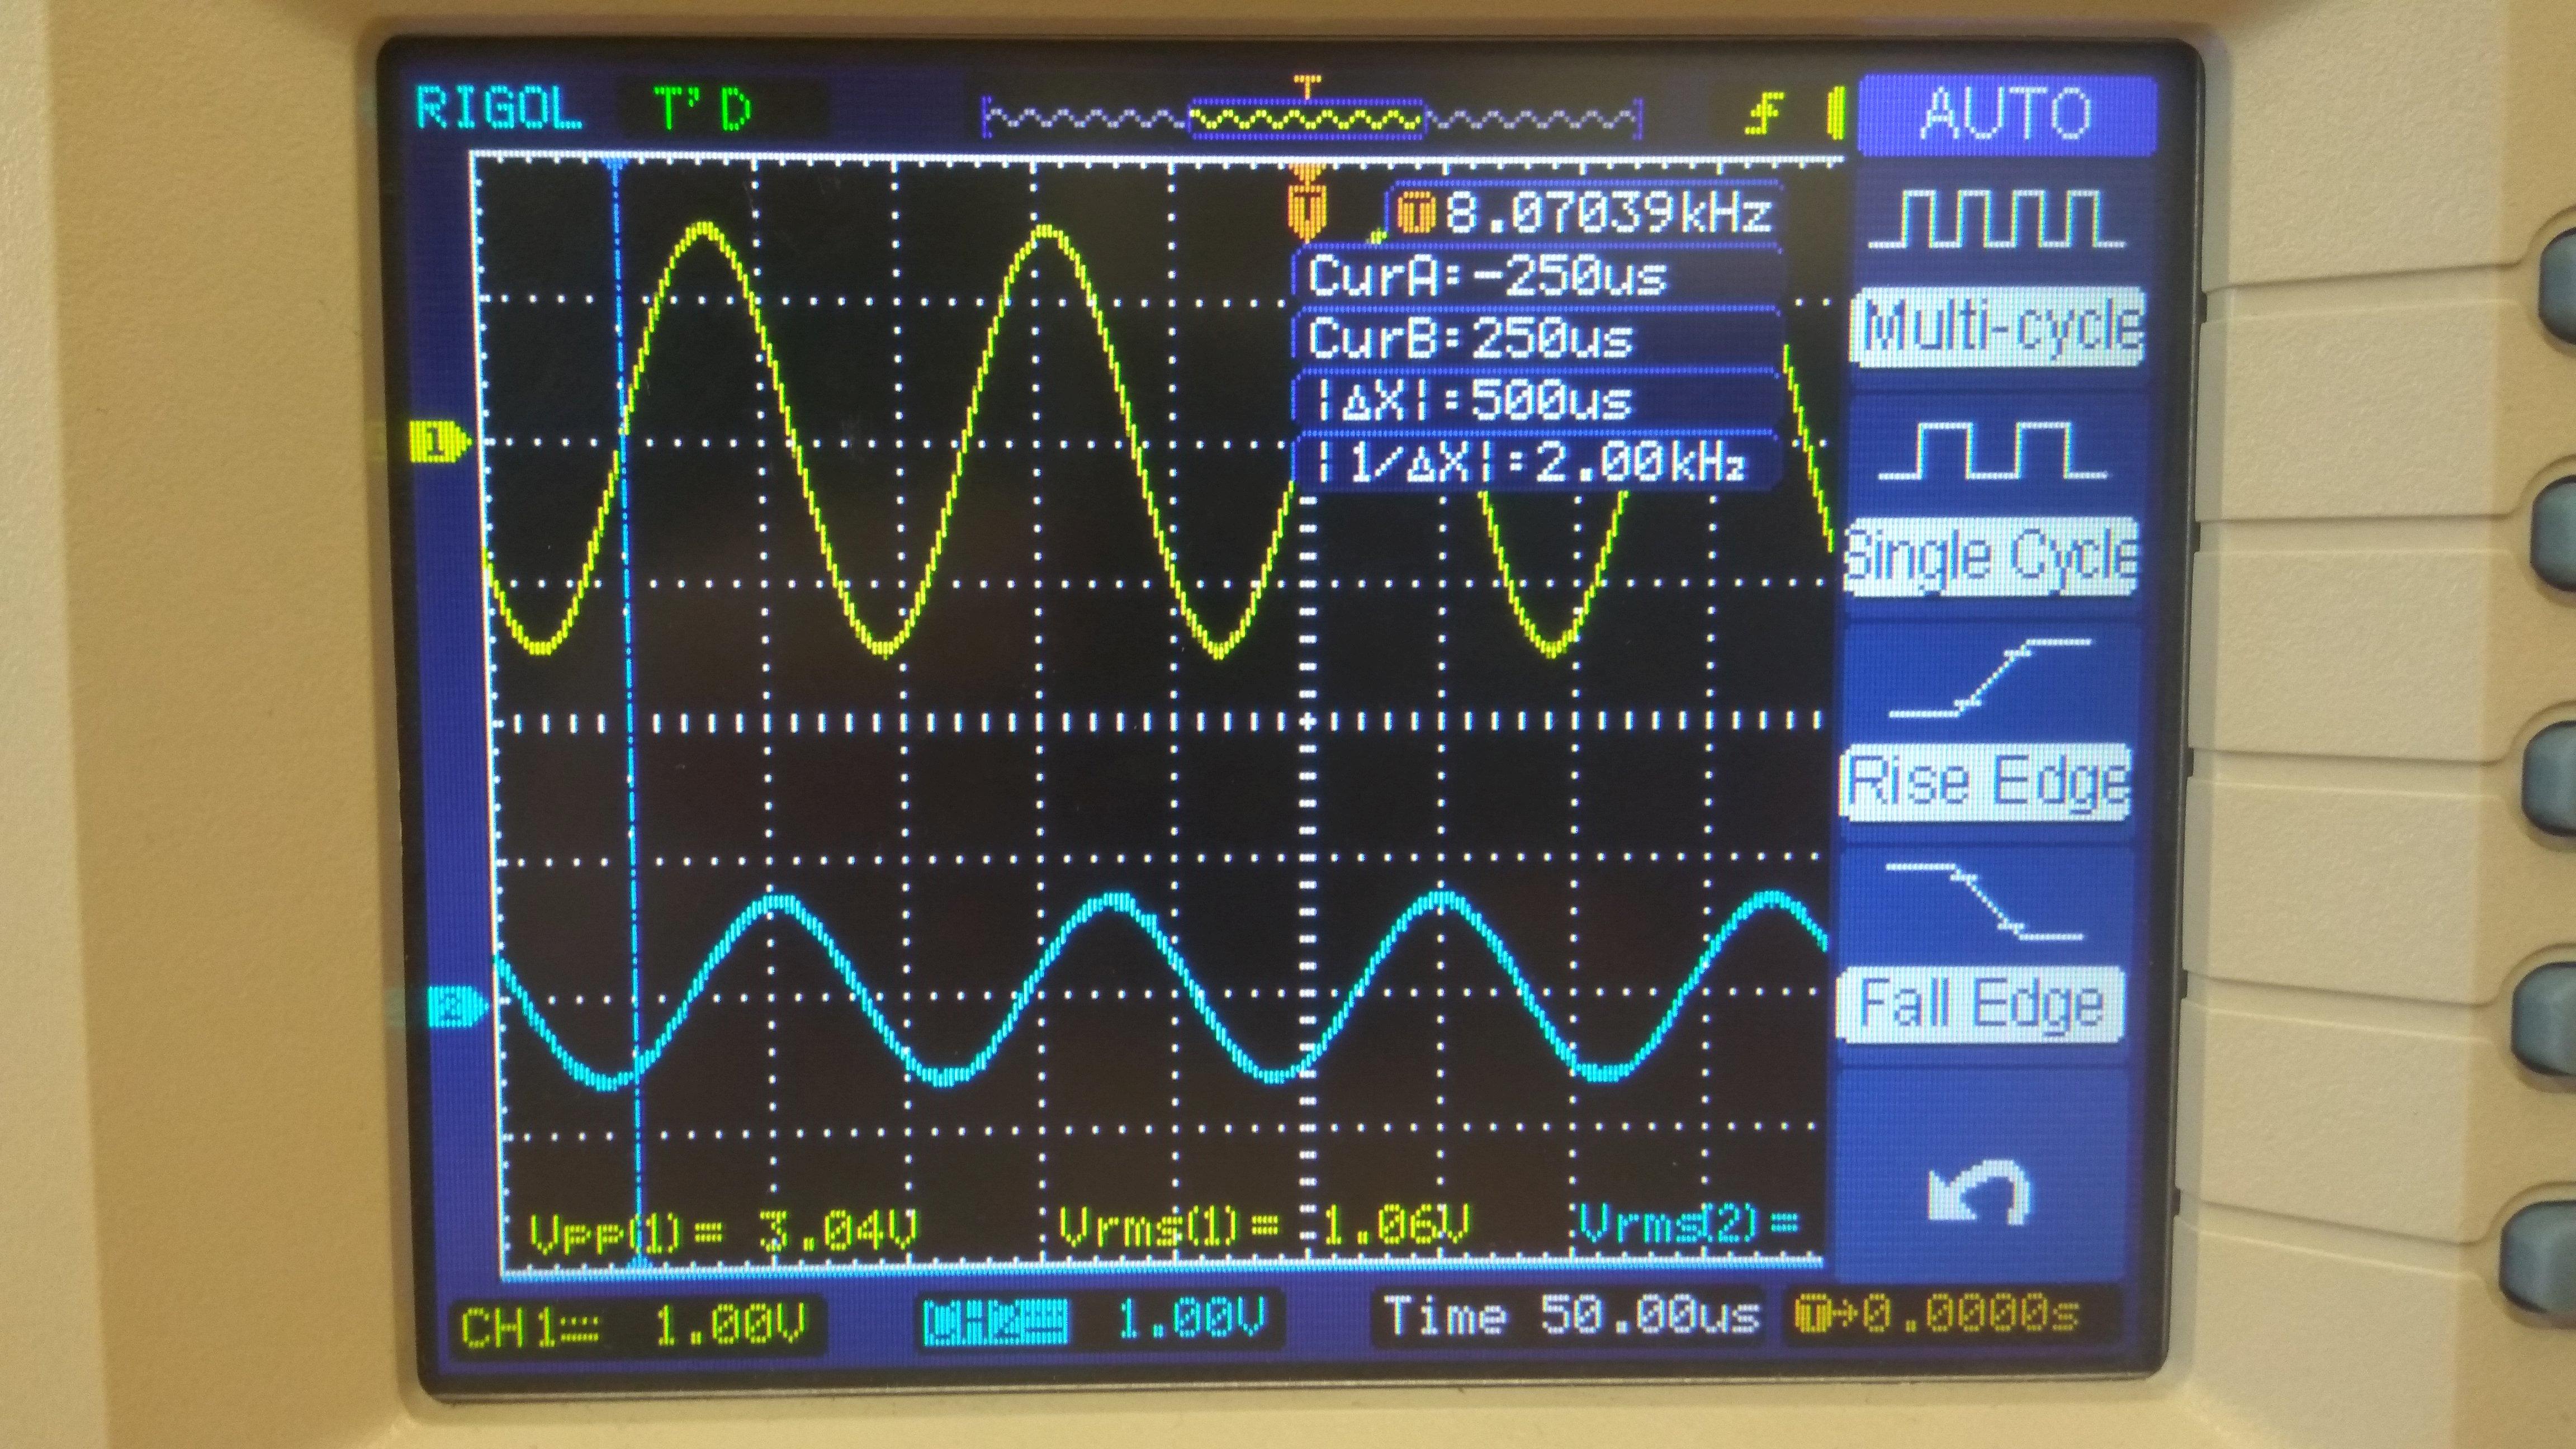 RIGOL T'D T AUTO
T
T 8.07039kHz
CurA:-250us
CurB:250us
|ΔX|:500us
|1/ΔX|:2.00kHz
Multi-cycle
1
Single Cycle
Rise Edge
2
Fall Edge
Vpp(1)= 3.04V Vrms(1)= 1.06V Vrms(2)=
CH1 1.00V CH2 1.00V Time 50.00us T→0.0000s